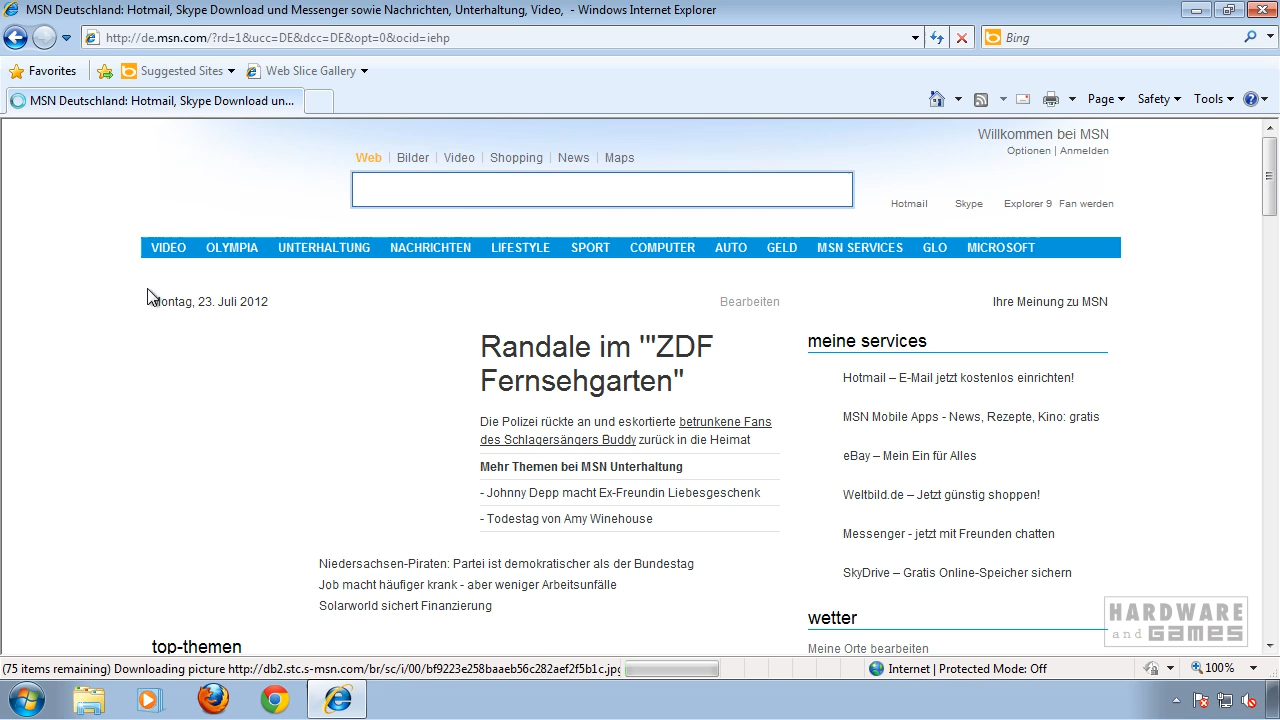 MSN Deutschland: Hotmail, Skype Download und Messenger sowie Nachrichten, Unterhaltung, Video, - Windows Internet Explorer
http://de.msn.com/?rd=1&ucc=DE&dcc=DE&opt=0&ocid=iehp
Bing
Favorites
Suggested Sites
Web Slice Gallery
MSN Deutschland: Hotmail, Skype Download un...
Page
Safety
Tools
Willkommen bei MSN
Optionen | Anmelden
Web
Bilder
Video
Shopping
News
Maps
Hotmail
Skype
Explorer 9
Fan werden
VIDEO
OLYMPIA
UNTERHALTUNG
NACHRICHTEN
LIFESTYLE
SPORT
COMPUTER
AUTO
GELD
MSN SERVICES
GLO
MICROSOFT
Montag, 23. Juli 2012
Bearbeiten
Ihre Meinung zu MSN
Randale im '"ZDF
Fernsehgarten"
Die Polizei rückte an und eskortierte betrunkene Fans
des Schlagersängers Buddy zurück in die Heimat
Mehr Themen bei MSN Unterhaltung
- Johnny Depp macht Ex-Freundin Liebesgeschenk
- Todestag von Amy Winehouse
Niedersachsen-Piraten: Partei ist demokratischer als der Bundestag
Job macht häufiger krank - aber weniger Arbeitsunfälle
Solarworld sichert Finanzierung
top-themen
meine services
Hotmail – E-Mail jetzt kostenlos einrichten!
MSN Mobile Apps - News, Rezepte, Kino: gratis
eBay – Mein Ein für Alles
Weltbild.de – Jetzt günstig shoppen!
Messenger - jetzt mit Freunden chatten
SkyDrive – Gratis Online-Speicher sichern
wetter
Meine Orte bearbeiten
HARDWARE
and GAMES
(75 items remaining) Downloading picture http://db2.stc.s-msn.com/br/sc/i/00/bf9223e258baaeb56c282aef2f5b1c.jpg
Internet | Protected Mode: Off
100%